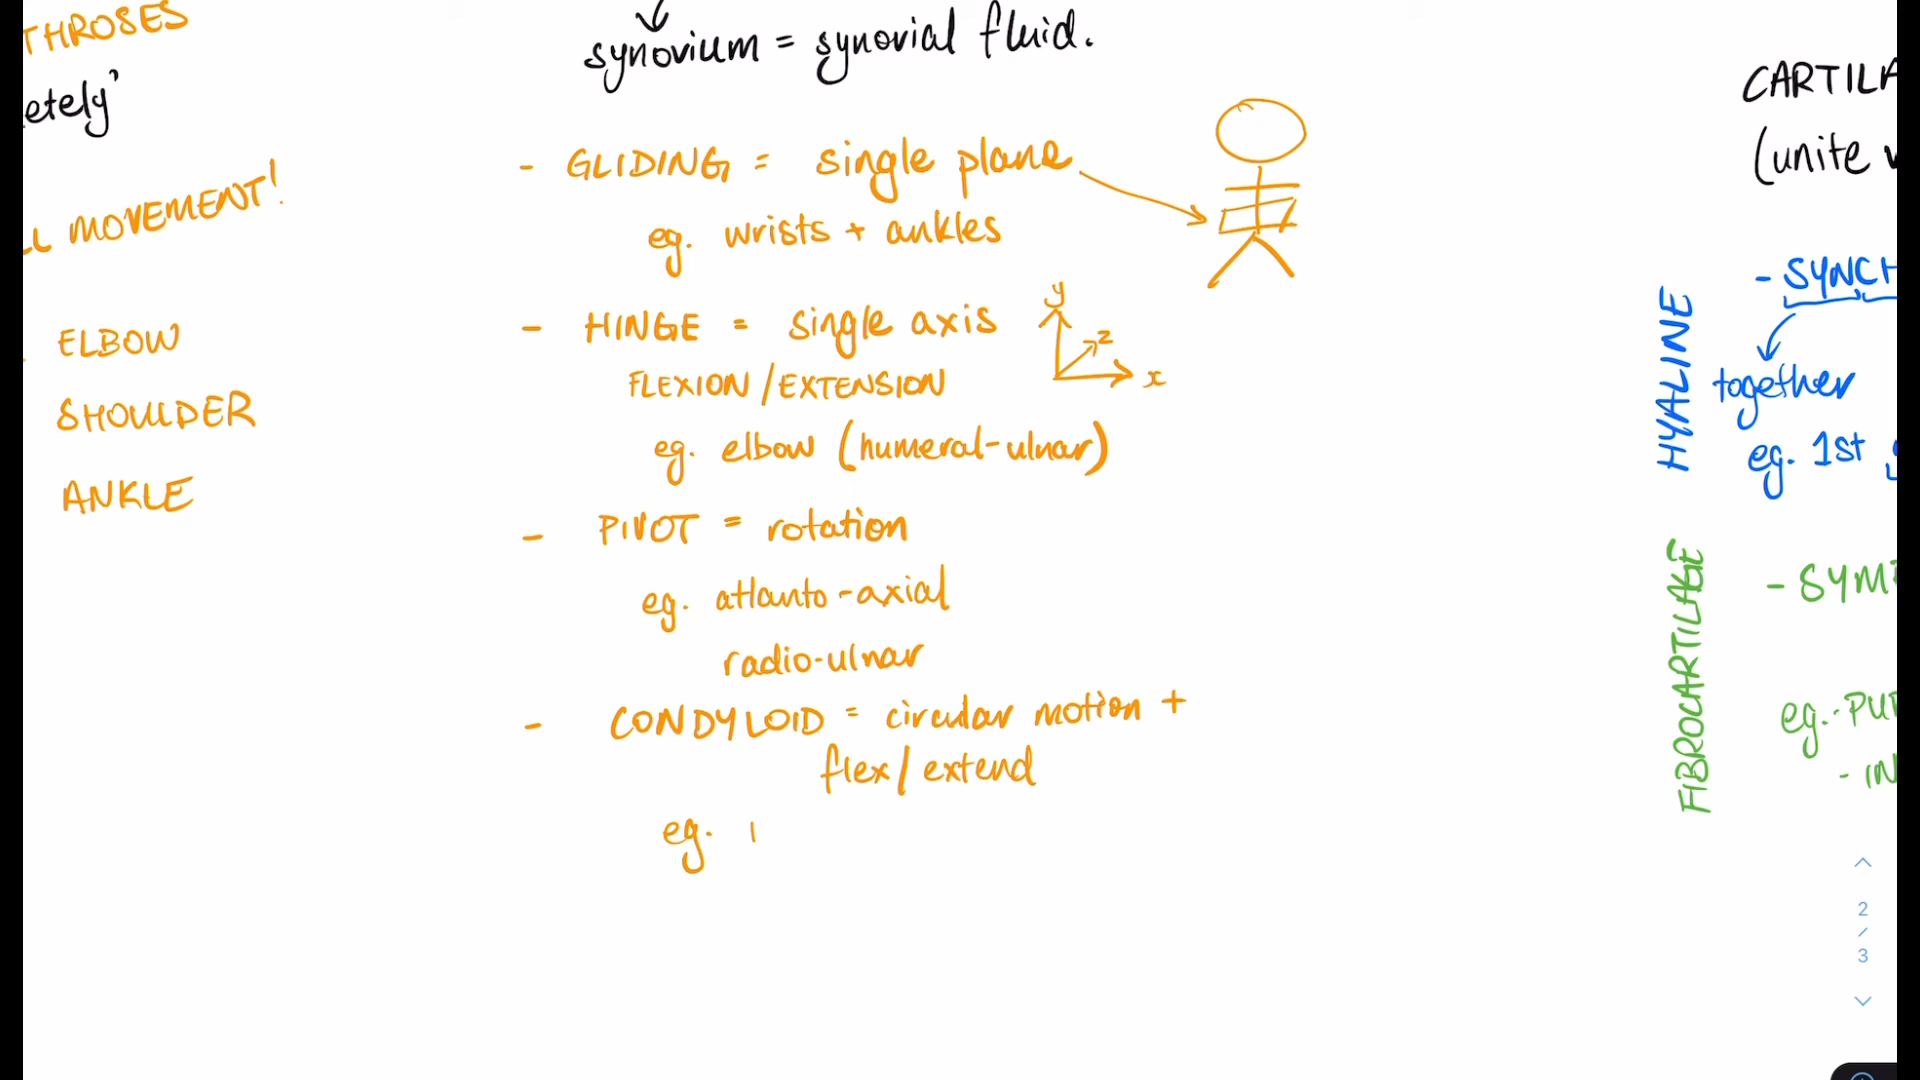 THROSES
etely'
LL MOVEMENT!
ELBOW
SHOULDER
ANKLE
synovium = synovial fluid.
- GLIDING = single plane
eg. wrists + ankles
- HINGE = single axis
y
z
x
FLEXION/EXTENSION
eg. elbow (humeral-ulnar)
- PIVOT = rotation
eg. atlanto-axial
radio-ulnar
- CONDYLOID = circular motion +
flex/extend
eg.
CARTILA
(unite
HYALINE
- SYNCH
together
eg. 1st
FIBROCARTILAGE
- SYM
eg. - PU
- IN
2
/
3